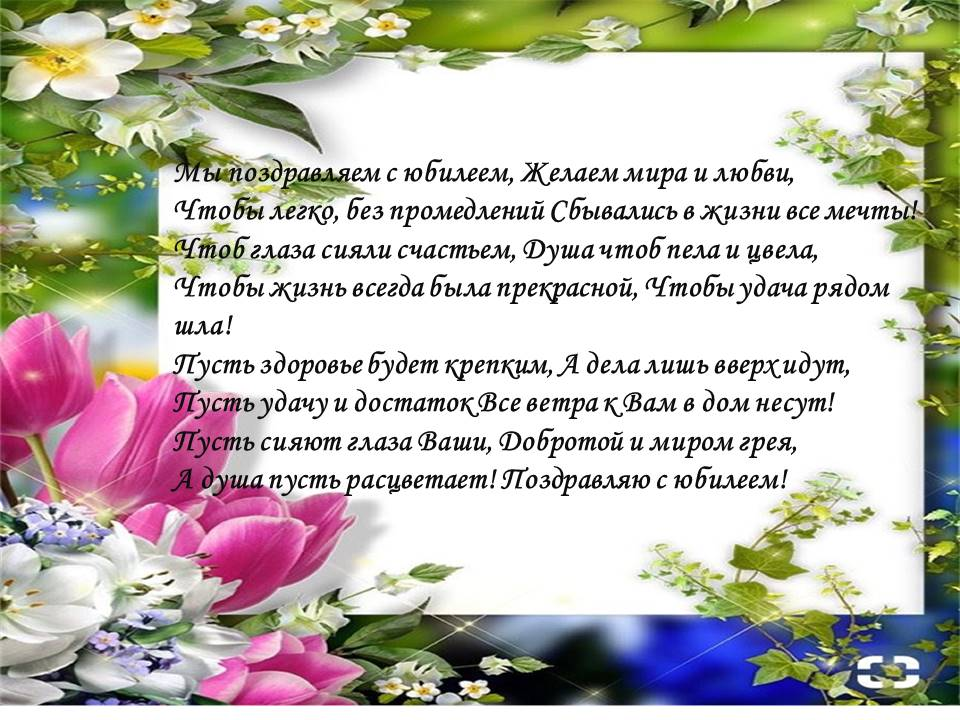 Мы поздравляем с юбилеем, Желаем мира и любви,
Чтобы легко, без промедлений Сбывались в жизни все мечты!
Чтоб глаза сияли счастьем, Душа чтоб пела и цвела,
Чтобы жизнь всегда была прекрасной, Чтобы удача рядом
шла!
Пусть здоровье будет крепким, А дела лишь вверх идут,
Пусть удачу и достаток Все ветра к Вам в дом несут!
Пусть сияют глаза Ваши, Добротой и миром грея,
А душа пусть расцветает! Поздравляю с юбилеем!